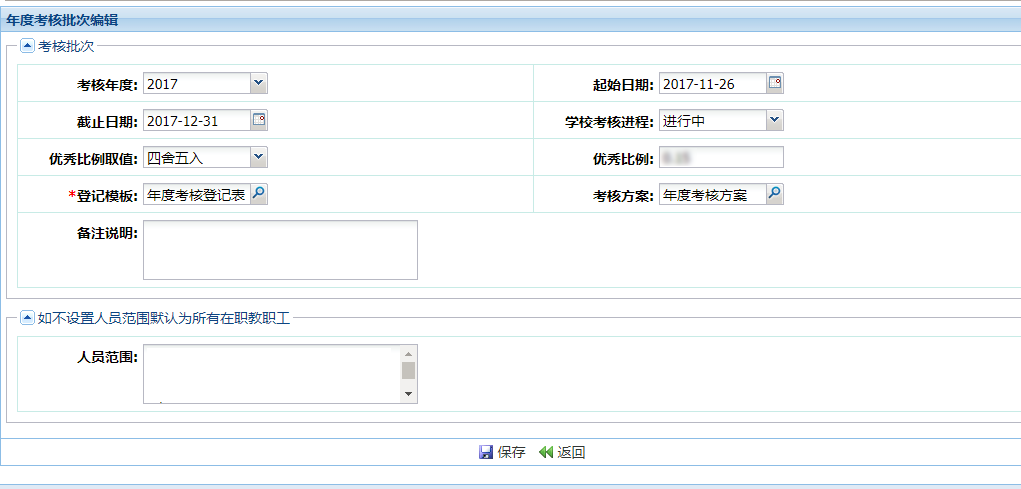 年度考核批次编辑
考核批次
考核年度: 2017 起始日期: 2017-11-26
截止日期: 2017-12-31 学校考核进程: 进行中
优秀比例取值: 四舍五入 优秀比例:
*登记模板: 年度考核登记表 考核方案: 年度考核方案
备注说明:
如不设置人员范围默认为所有在职教职工
人员范围:
保存 返回